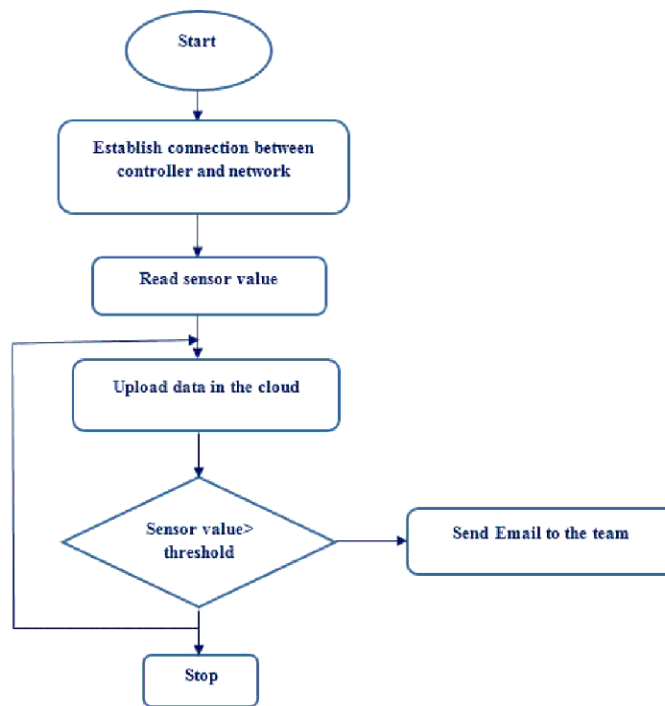 Start
Establish connection between
controller and network
Read sensor value
Upload data in the cloud
Sensor value>
threshold
Send Email to the team
Stop